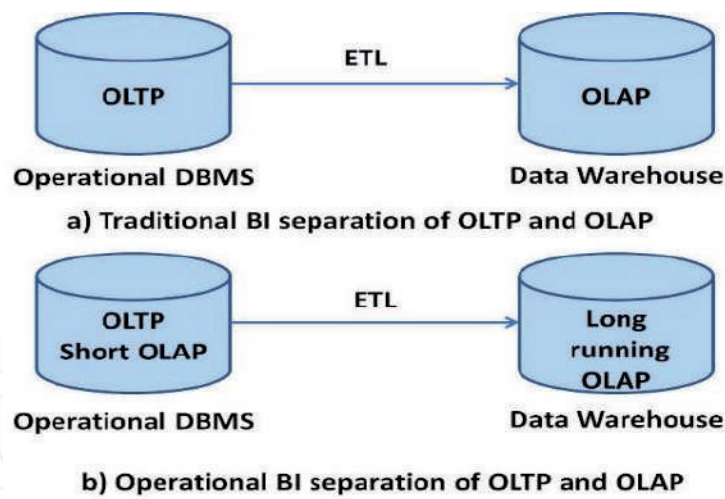 ETL
OLTP
OLAP
Operational DBMS
Data Warehouse
a) Traditional BI separation of OLTP and OLAP
ETL
OLTP
Short OLAP
Long
running
OLAP
Operational DBMS
Data Warehouse
b) Operational BI separation of OLTP and OLAP